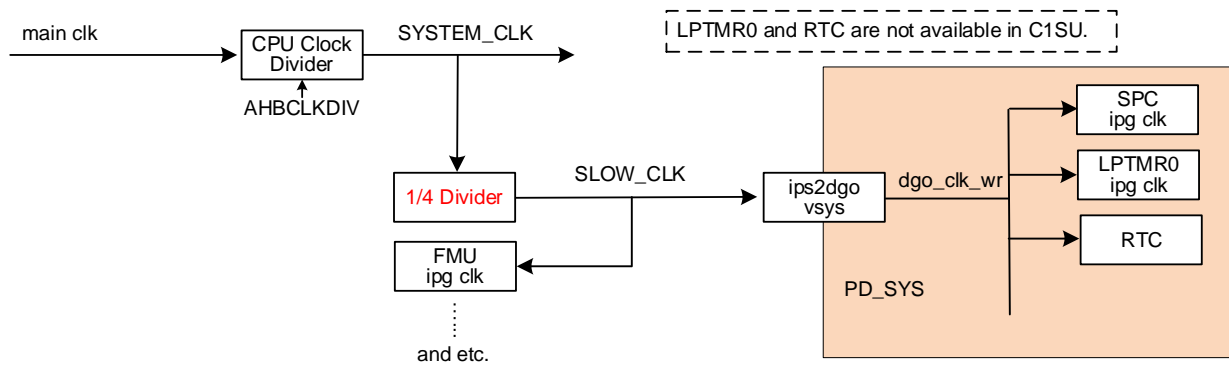 main clk
CPU Clock
Divider
AHBCLKDIV
SYSTEM_CLK
LPTMR0 and RTC are not available in C1SU.
1/4 Divider
SLOW_CLK
FMU
ipg clk
and etc.
ips2dgo
vsys
dgo_clk_wr
SPC
ipg clk
LPTMR0
ipg clk
RTC
PD_SYS